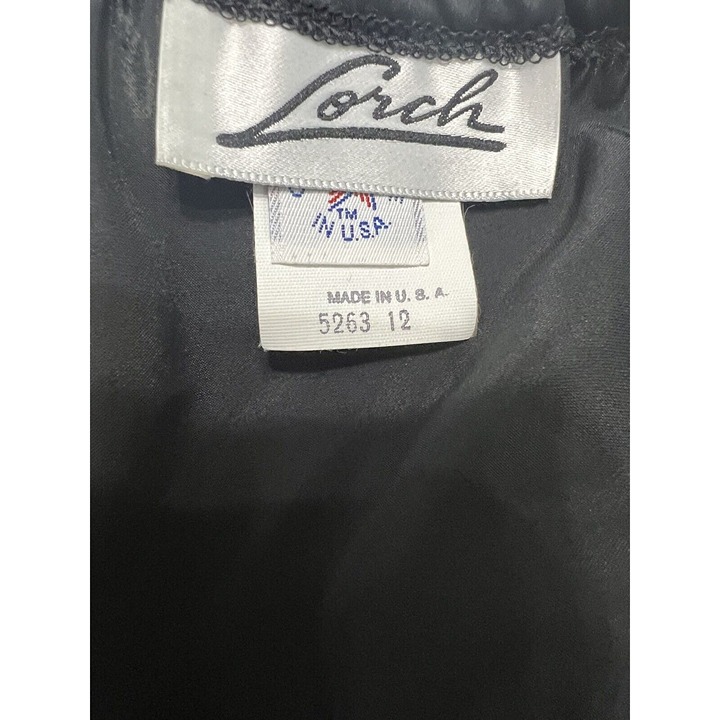 Lorch
TM
IN U.S.A.
MADE IN U. S. A.
5263 12